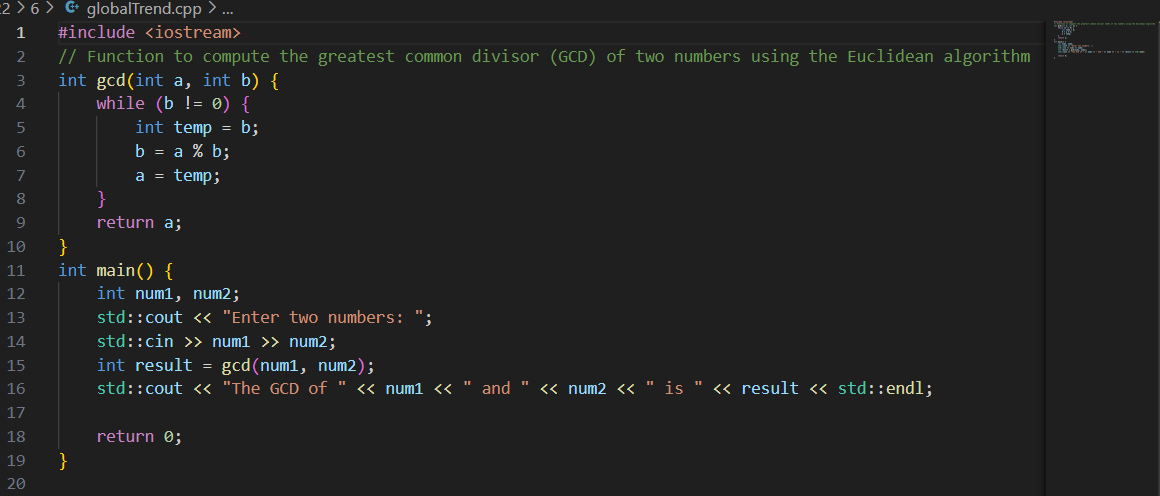 22 > 6 > globalTrend.cpp > ...
1 #include <iostream>
2 // Function to compute the greatest common divisor (GCD) of two numbers using the Euclidean algorithm
3 int gcd(int a, int b) {
4     while (b != 0) {
5         int temp = b;
6         b = a % b;
7         a = temp;
8     }
9     return a;
10 }
11 int main() {
12     int num1, num2;
13     std::cout << "Enter two numbers: ";
14     std::cin >> num1 >> num2;
15     int result = gcd(num1, num2);
16     std::cout << "The GCD of " << num1 << " and " << num2 << " is " << result << std::endl;
17
18     return 0;
19 }
20